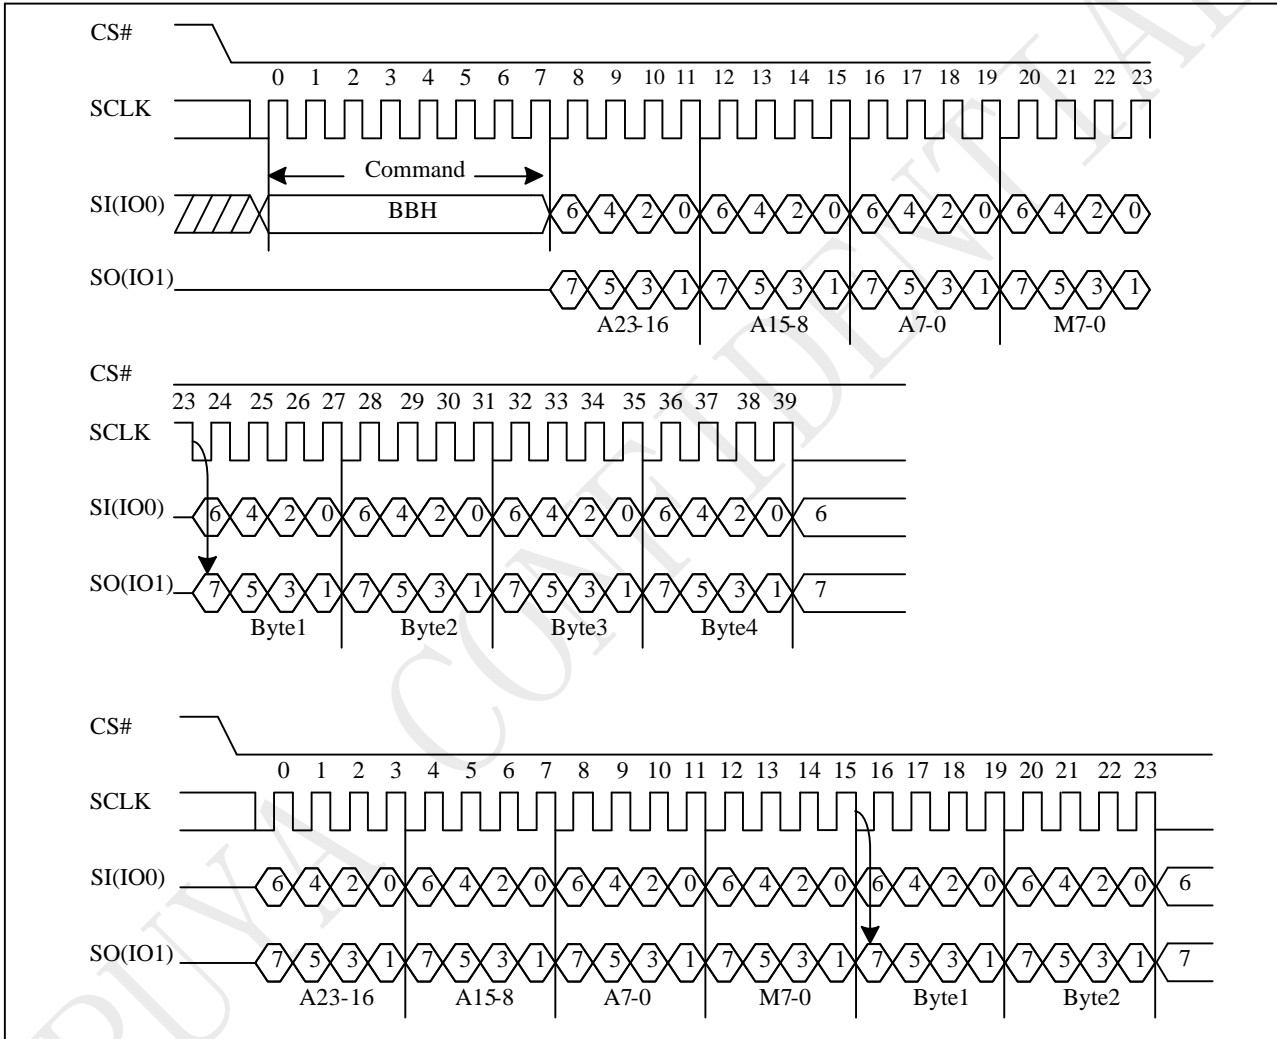 CS#
0 1 2 3 4 5 6 7 8 9 10 11 12 13 14 15 16 17 18 19 20 21 22 23
SCLK
Command
SI(IO0) BBH 6 4 2 0 6 4 2 0 6 4 2 0 6 4 2 0
SO(IO1) 7 5 3 1 7 5 3 1 7 5 3 1 7 5 3 1
A23-16 A15-8 A7-0 M7-0
CS#
23 24 25 26 27 28 29 30 31 32 33 34 35 36 37 38 39
SCLK
SI(IO0) 6 4 2 0 6 4 2 0 6 4 2 0 6 4 2 0 6
SO(IO1) 7 5 3 1 7 5 3 1 7 5 3 1 7 5 3 1 7
Byte1 Byte2 Byte3 Byte4
CS#
0 1 2 3 4 5 6 7 8 9 10 11 12 13 14 15 16 17 18 19 20 21 22 23
SCLK
SI(IO0) 6 4 2 0 6 4 2 0 6 4 2 0 6 4 2 0 6 4 2 0 6 4 2 0 6
SO(IO1) 7 5 3 1 7 5 3 1 7 5 3 1 7 5 3 1 7 5 3 1 7 5 3 1 7
A23-16 A15-8 A7-0 M7-0 Byte1 Byte2
PUYA CONFIDENTIAL